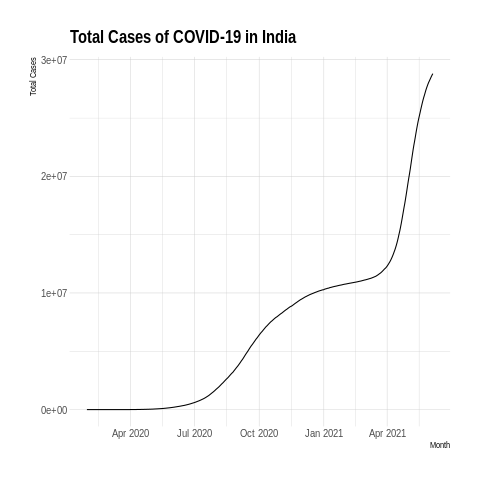 Total Cases of COVID-19 in India
Total Cases
3e+07
2e+07
1e+07
0e+00
Apr 2020 Jul 2020 Oct 2020 Jan 2021 Apr 2021
Month